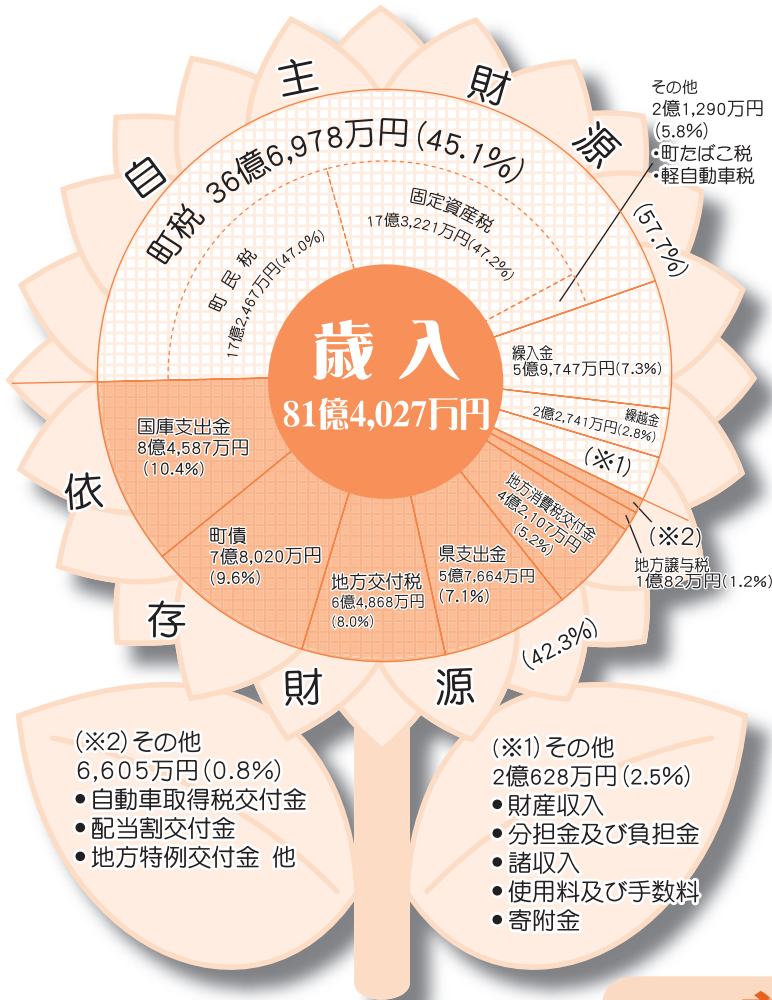 自主財源
(57.7%)
町税 36億6,978万円(45.1%)
町民税
17億2,467万円(47.0%)
固定資産税
17億3,221万円(47.2%)
その他
2億1,290万円
(5.8%)
・町たばこ税
・軽自動車税
歳入
81億4,027万円
繰入金
5億9,747万円(7.3%)
繰越金
2億2,741万円(2.8%)
(※1)
(※2)
地方譲与税
1億82万円(1.2%)
地方消費税交付金
4億2,107万円
(5.2%)
県支出金
5億7,664万円
(7.1%)
地方交付税
6億4,868万円
(8.0%)
町債
7億8,020万円
(9.6%)
国庫支出金
8億4,587万円
(10.4%)
依存財源
(42.3%)
(※2)その他
6,605万円(0.8%)
●自動車取得税交付金
●配当割交付金
●地方特例交付金 他
(※1)その他
2億628万円(2.5%)
●財産収入
●分担金及び負担金
●諸収入
●使用料及び手数料
●寄附金